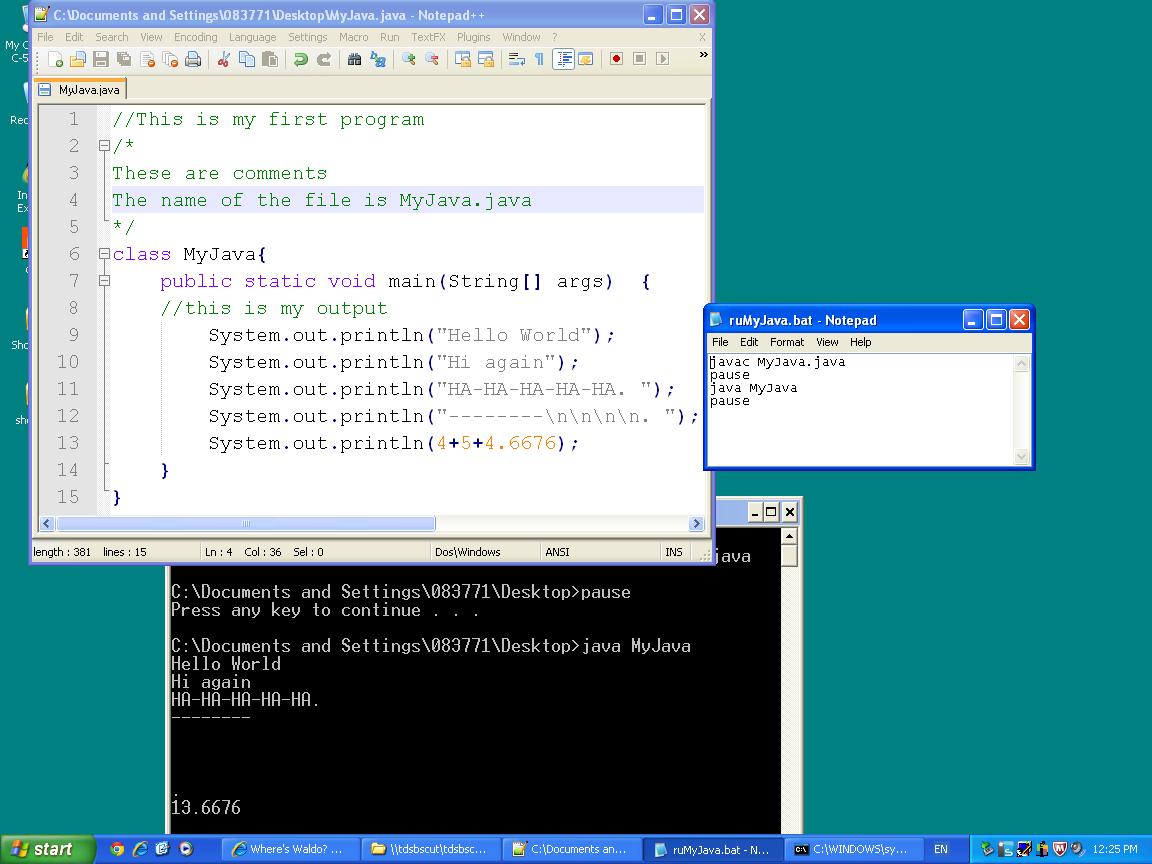 C:\Documents and Settings\083771\Desktop\MyJava.java - Notepad++
File Edit Search View Encoding Language Settings Macro Run TextFX Plugins Window ? X
MyJava.java
1 //This is my first program
2 /*
3 These are comments
4 The name of the file is MyJava.java
5 */
6 class MyJava{
7 public static void main(String[] args) {
8 //this is my output
9 System.out.println("Hello World");
10 System.out.println("Hi again");
11 System.out.println("HA-HA-HA-HA-HA. ");
12 System.out.println("--------\n\n\n\n. ");
13 System.out.println(4+5+4.6676);
14 }
15 }
length : 381 lines : 15 Ln : 4 Col : 36 Sel : 0 Dos\Windows ANSI INS
ruMyJava.bat - Notepad
File Edit Format View Help
javac MyJava.java
pause
java MyJava
pause
java
C:\Documents and Settings\083771\Desktop>pause
Press any key to continue . . .
C:\Documents and Settings\083771\Desktop>java MyJava
Hello World
Hi again
HA-HA-HA-HA-HA.
--------
.
13.6676
My C
C-5
Rec
In
Ex
Sho
sho
start
Where's Waldo? ...
\\tdsbscut\tdsbsc...
C:\Documents an...
ruMyJava.bat - N...
C:\WINDOWS\sy...
EN
12:25 PM